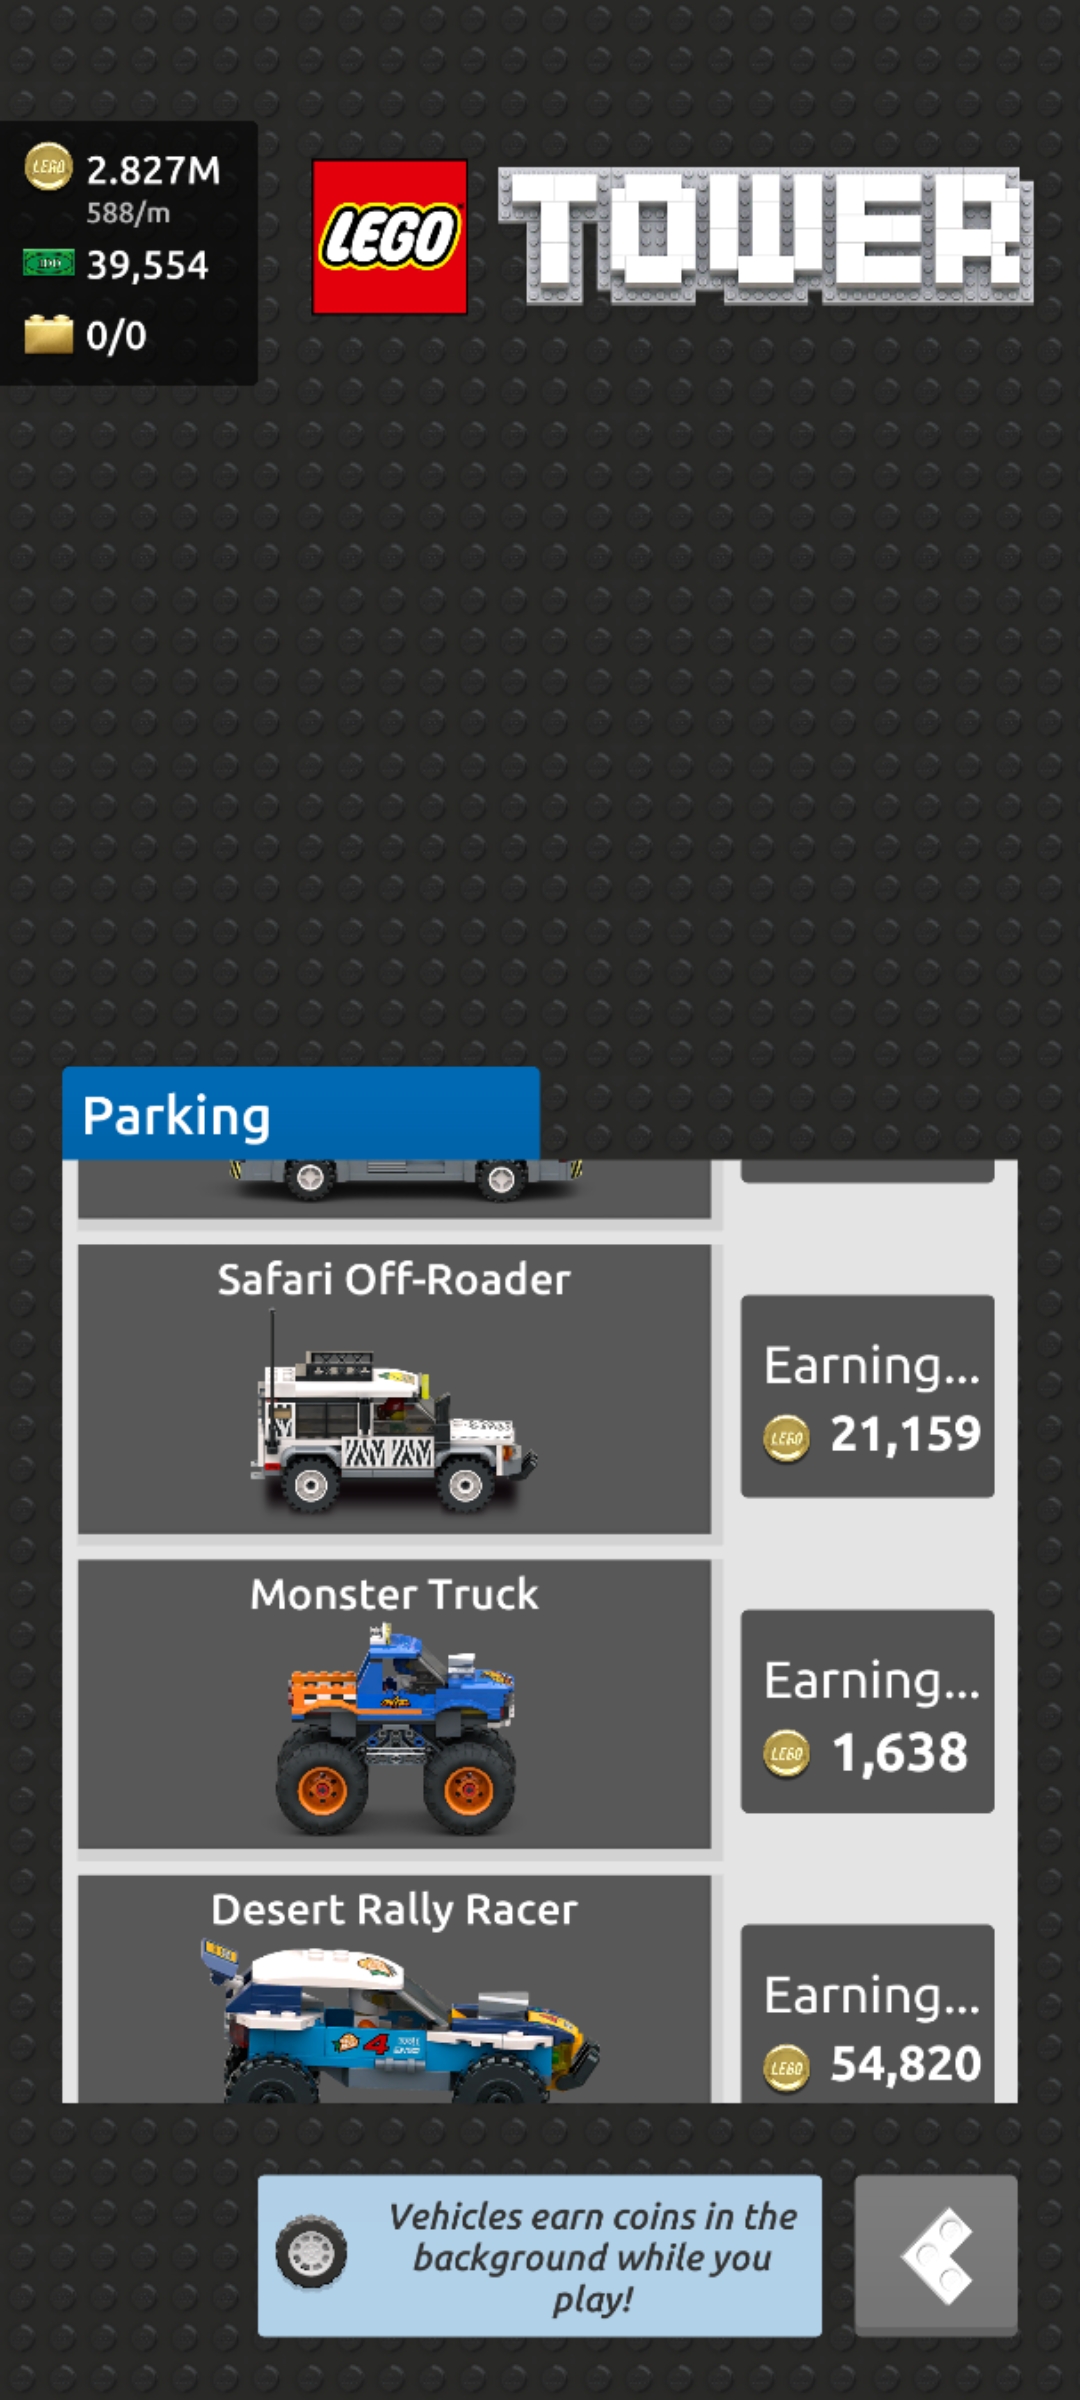 2.827M
588/m
39,554
0/0
LEGO
TOWER
Parking
Safari Off-Roader
Earning...
21,159
Monster Truck
Earning...
1,638
Desert Rally Racer
4
Earning...
54,820
Vehicles earn coins in the
background while you
play!